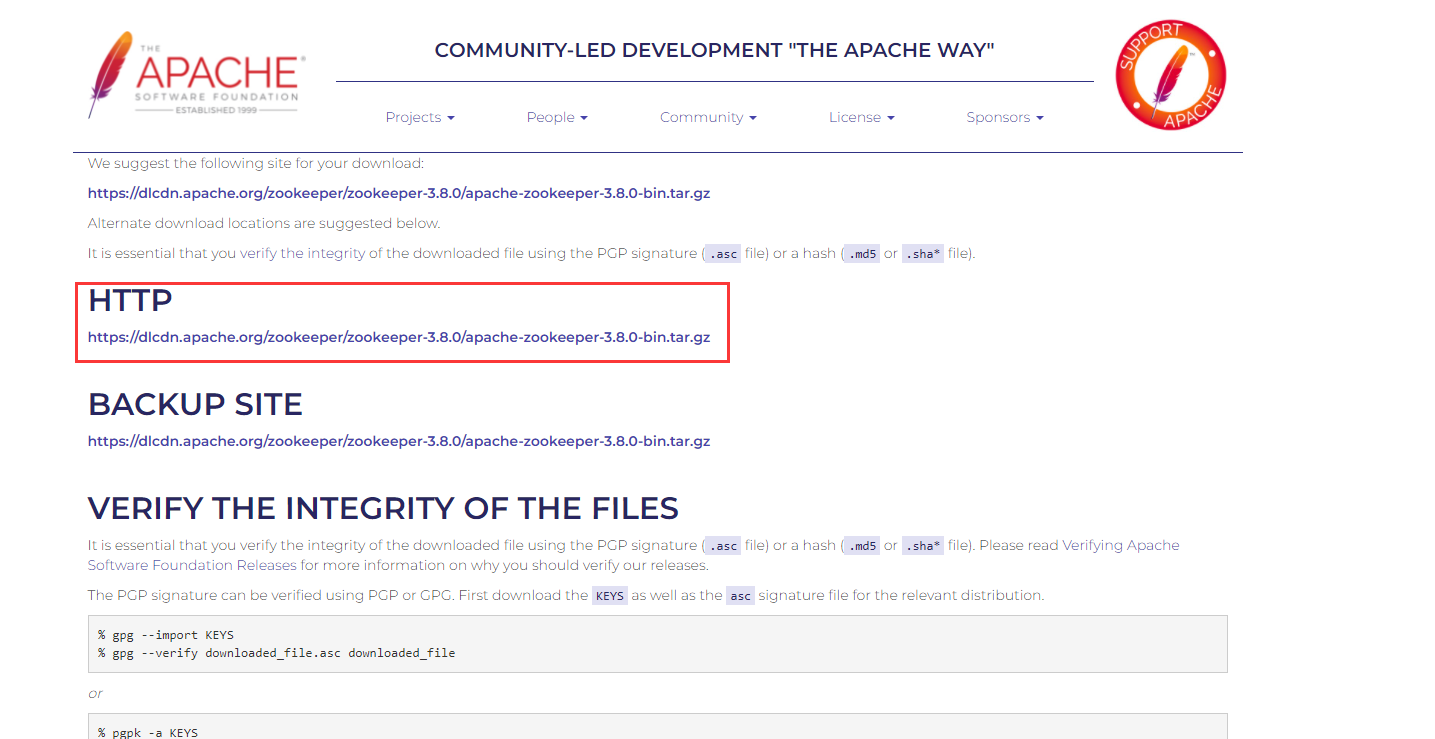 THE
APACHE®
SOFTWARE FOUNDATION
ESTABLISHED 1999
COMMUNITY-LED DEVELOPMENT "THE APACHE WAY"
SUPPORT
APACHE
Projects People Community License Sponsors
We suggest the following site for your download:
https://dlcdn.apache.org/zookeeper/zookeeper-3.8.0/apache-zookeeper-3.8.0-bin.tar.gz
Alternate download locations are suggested below.
It is essential that you verify the integrity of the downloaded file using the PGP signature ( .asc file) or a hash ( .md5 or .sha* file).
HTTP
https://dlcdn.apache.org/zookeeper/zookeeper-3.8.0/apache-zookeeper-3.8.0-bin.tar.gz
BACKUP SITE
https://dlcdn.apache.org/zookeeper/zookeeper-3.8.0/apache-zookeeper-3.8.0-bin.tar.gz
VERIFY THE INTEGRITY OF THE FILES
It is essential that you verify the integrity of the downloaded file using the PGP signature ( .asc file) or a hash ( .md5 or .sha* file). Please read Verifying Apache
Software Foundation Releases for more information on why you should verify our releases.
The PGP signature can be verified using PGP or GPG. First download the KEYS as well as the asc signature file for the relevant distribution.
% gpg --import KEYS
% gpg --verify downloaded_file.asc downloaded_file
or
% pgpk -a KEYS